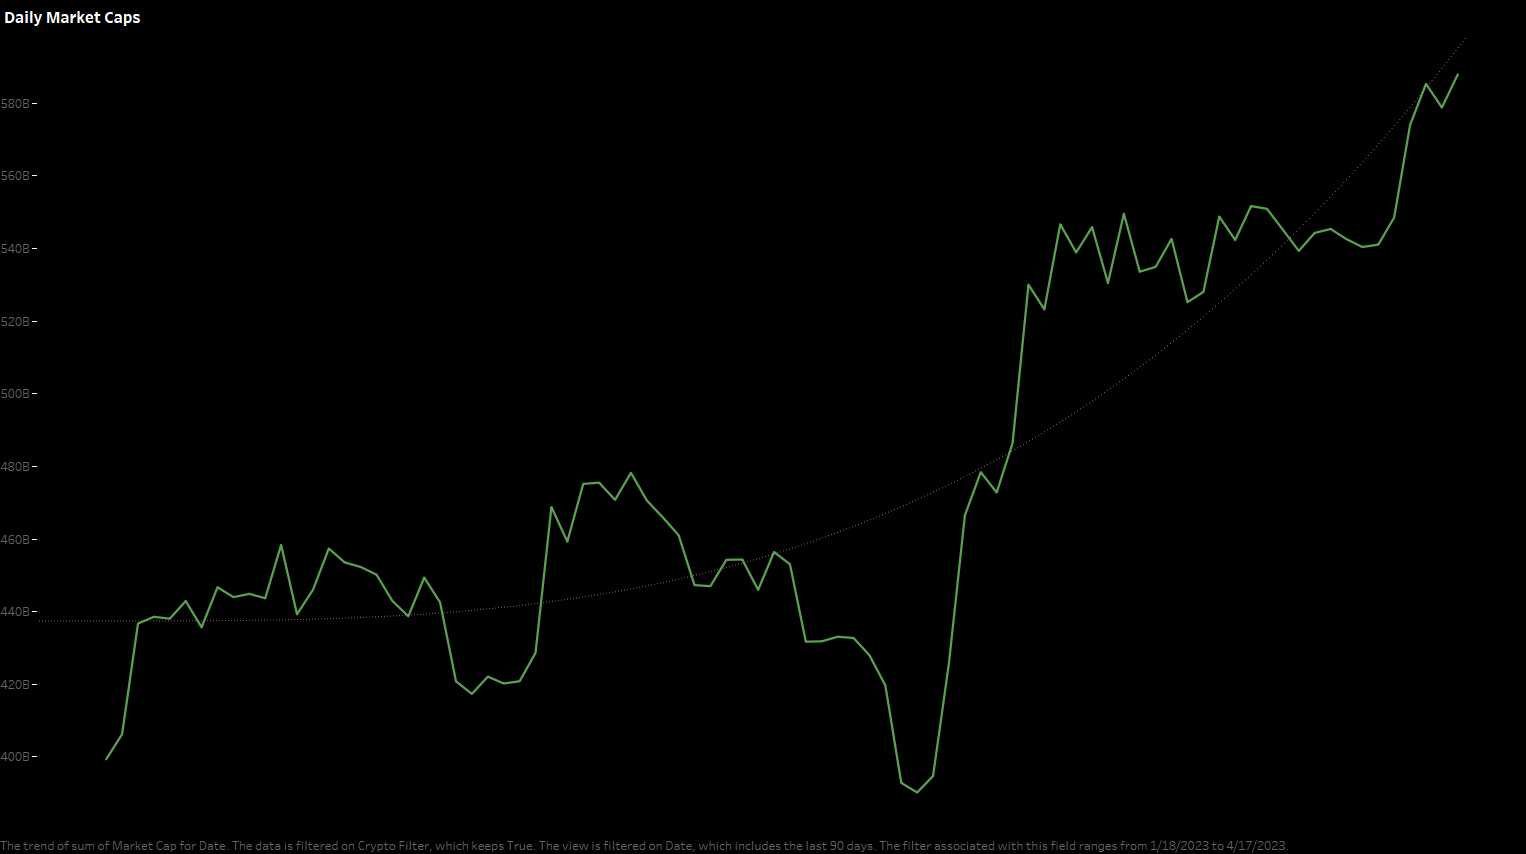 Daily Market Caps
580B
560B
540B
520B
500B
480B
460B
440B
420B
400B
The trend of sum of Market Cap for Date. The data is filtered on Crypto Filter, which keeps True. The view is filtered on Date, which includes the last 90 days. The filter associated with this field ranges from 1/18/2023 to 4/17/2023.